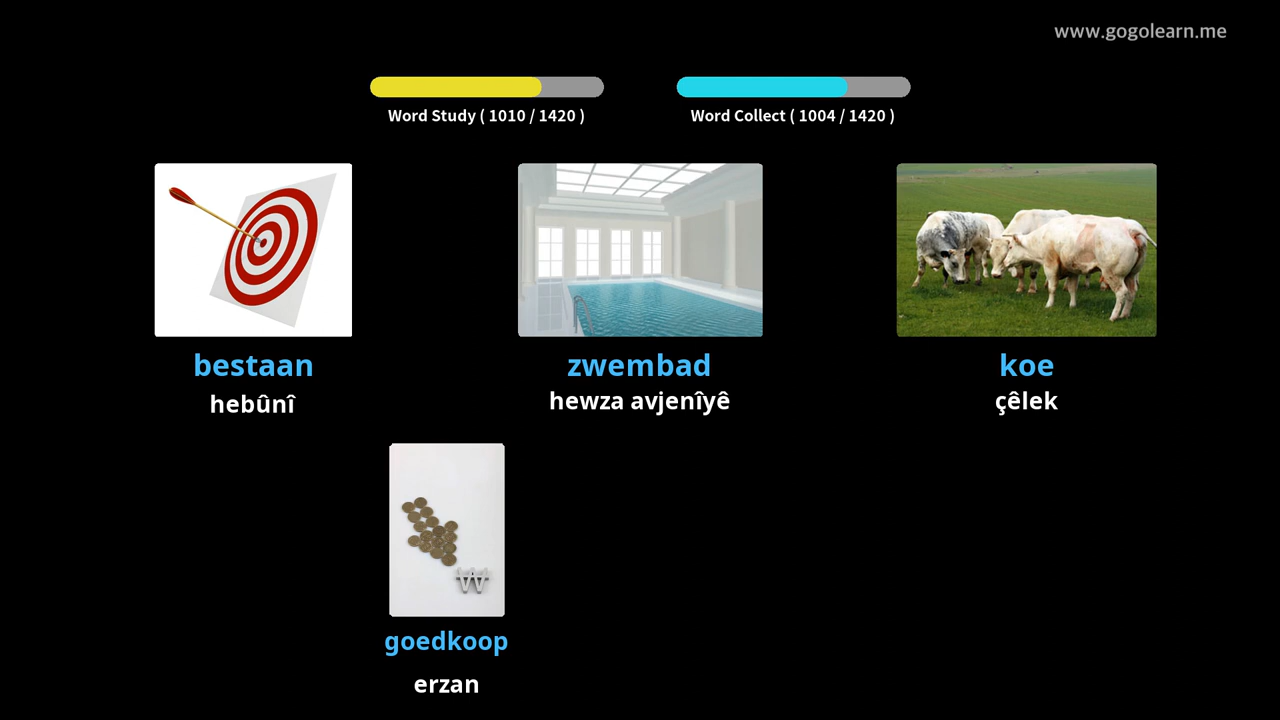 www.gogolearn.me
Word Study ( 1010 / 1420 )
Word Collect ( 1004 / 1420 )
bestaan
hebûnî
zwembad
hewza avjenîyê
koe
çêlek
₩
goedkoop
erzan